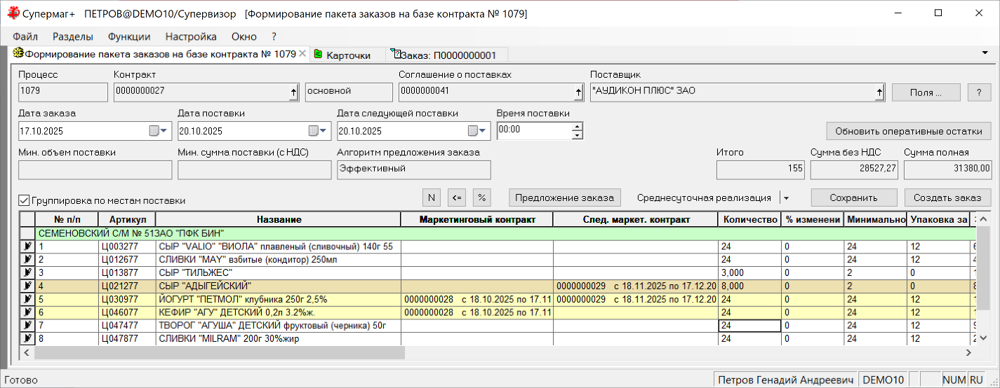 Супермаг+ ПЕТРОВ@DEMO10/Супервизор [Формирование пакета заказов на базе контракта № 1079]
Файл Разделы Функции Настройка Окно ?
Формирование пакета заказов на базе контракта № 1079 Карточки Заказ: П0000000001
Процесс Контракт Соглашение о поставках Поставщик
1079 0000000027 основной 0000000041 "АУДИКОН ПЛЮС" ЗАО Поля ... ?
Дата заказа Дата поставки Дата следующей поставки Время поставки
17.10.2025 20.10.2025 20.10.2025 00:00 Обновить оперативные остатки
Мин. объем поставки Мин. сумма поставки (с НДС) Алгоритм предложения заказа Итого Сумма без НДС Сумма полная
Эффективный 155 28527,27 31380,00
Группировка по местам поставки N <= % Предложение заказа Среднесуточная реализация Сохранить Создать заказ
№ п/п Артикул Название Маркетинговый контракт След. маркет. контракт Количество % изменени Минимально Упаковка за
СЕМЕНОВСКИЙ С/М № 51ЗАО "ПФК БИН"
1 Ц003277 СЫР "VALIO" "ВИОЛА" плавленый (сливочный) 140г 55 24 0 24 12 6
2 Ц012677 СЛИВКИ "MAY" взбитые (кондитор) 250мл 24 0 24 12 4
3 Ц013877 СЫР "ТИЛЬЖЕС" 3,000 0 2 0
4 Ц021277 СЫР "АДЫГЕЙСКИЙ" 0000000029 с 18.11.2025 по 17.12.20 8,000 0 2 0 8
5 Ц030977 ЙОГУРТ "ПЕТМОЛ" клубника 250г 2,5% 0000000028 с 18.10.2025 по 17.11 0000000029 с 18.11.2025 по 17.12.20 24 0 24 12 1
6 Ц046077 КЕФИР "АГУ" ДЕТСКИЙ 0,2л 3.2%ж. 0000000028 с 18.10.2025 по 17.11 24 0 24 12 1
7 Ц047477 ТВОРОГ "АГУША" ДЕТСКИЙ фруктовый (черника) 50г 24 0 24 12 9
8 Ц047877 СЛИВКИ "MILRAM" 200г 30%жир 24 0 24 12 2
Готово Петров Генадий Андреевич DEMO10 NUM RU